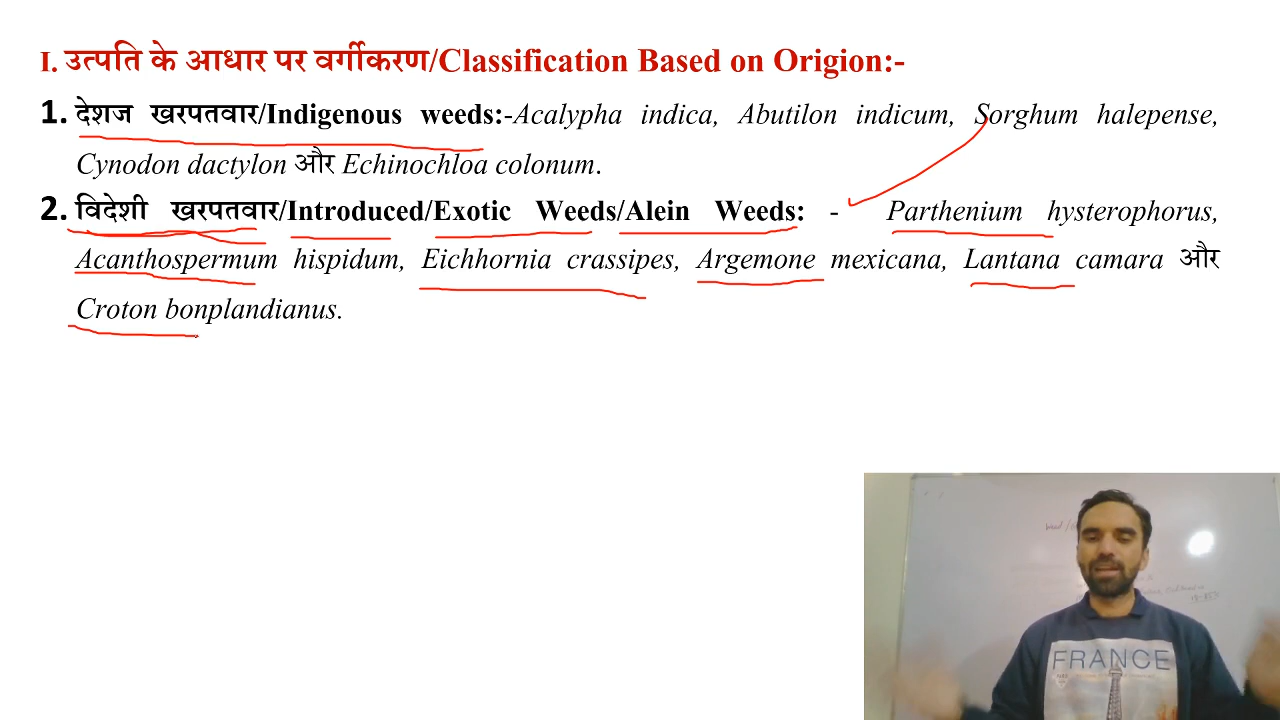 I. उत्पति के आधार पर वर्गीकरण/Classification Based on Origion:-
1. देशज खरपतवार/Indigenous weeds:-Acalypha indica, Abutilon indicum, Sorghum halepense,
Cynodon dactylon और Echinochloa colonum.
2. विदेशी खरपतवार/Introduced/Exotic Weeds/Alein Weeds: - Parthenium hysterophorus,
Acanthospermum hispidum, Eichhornia crassipes, Argemone mexicana, Lantana camara और
Croton bonplandianus.
FRANCE